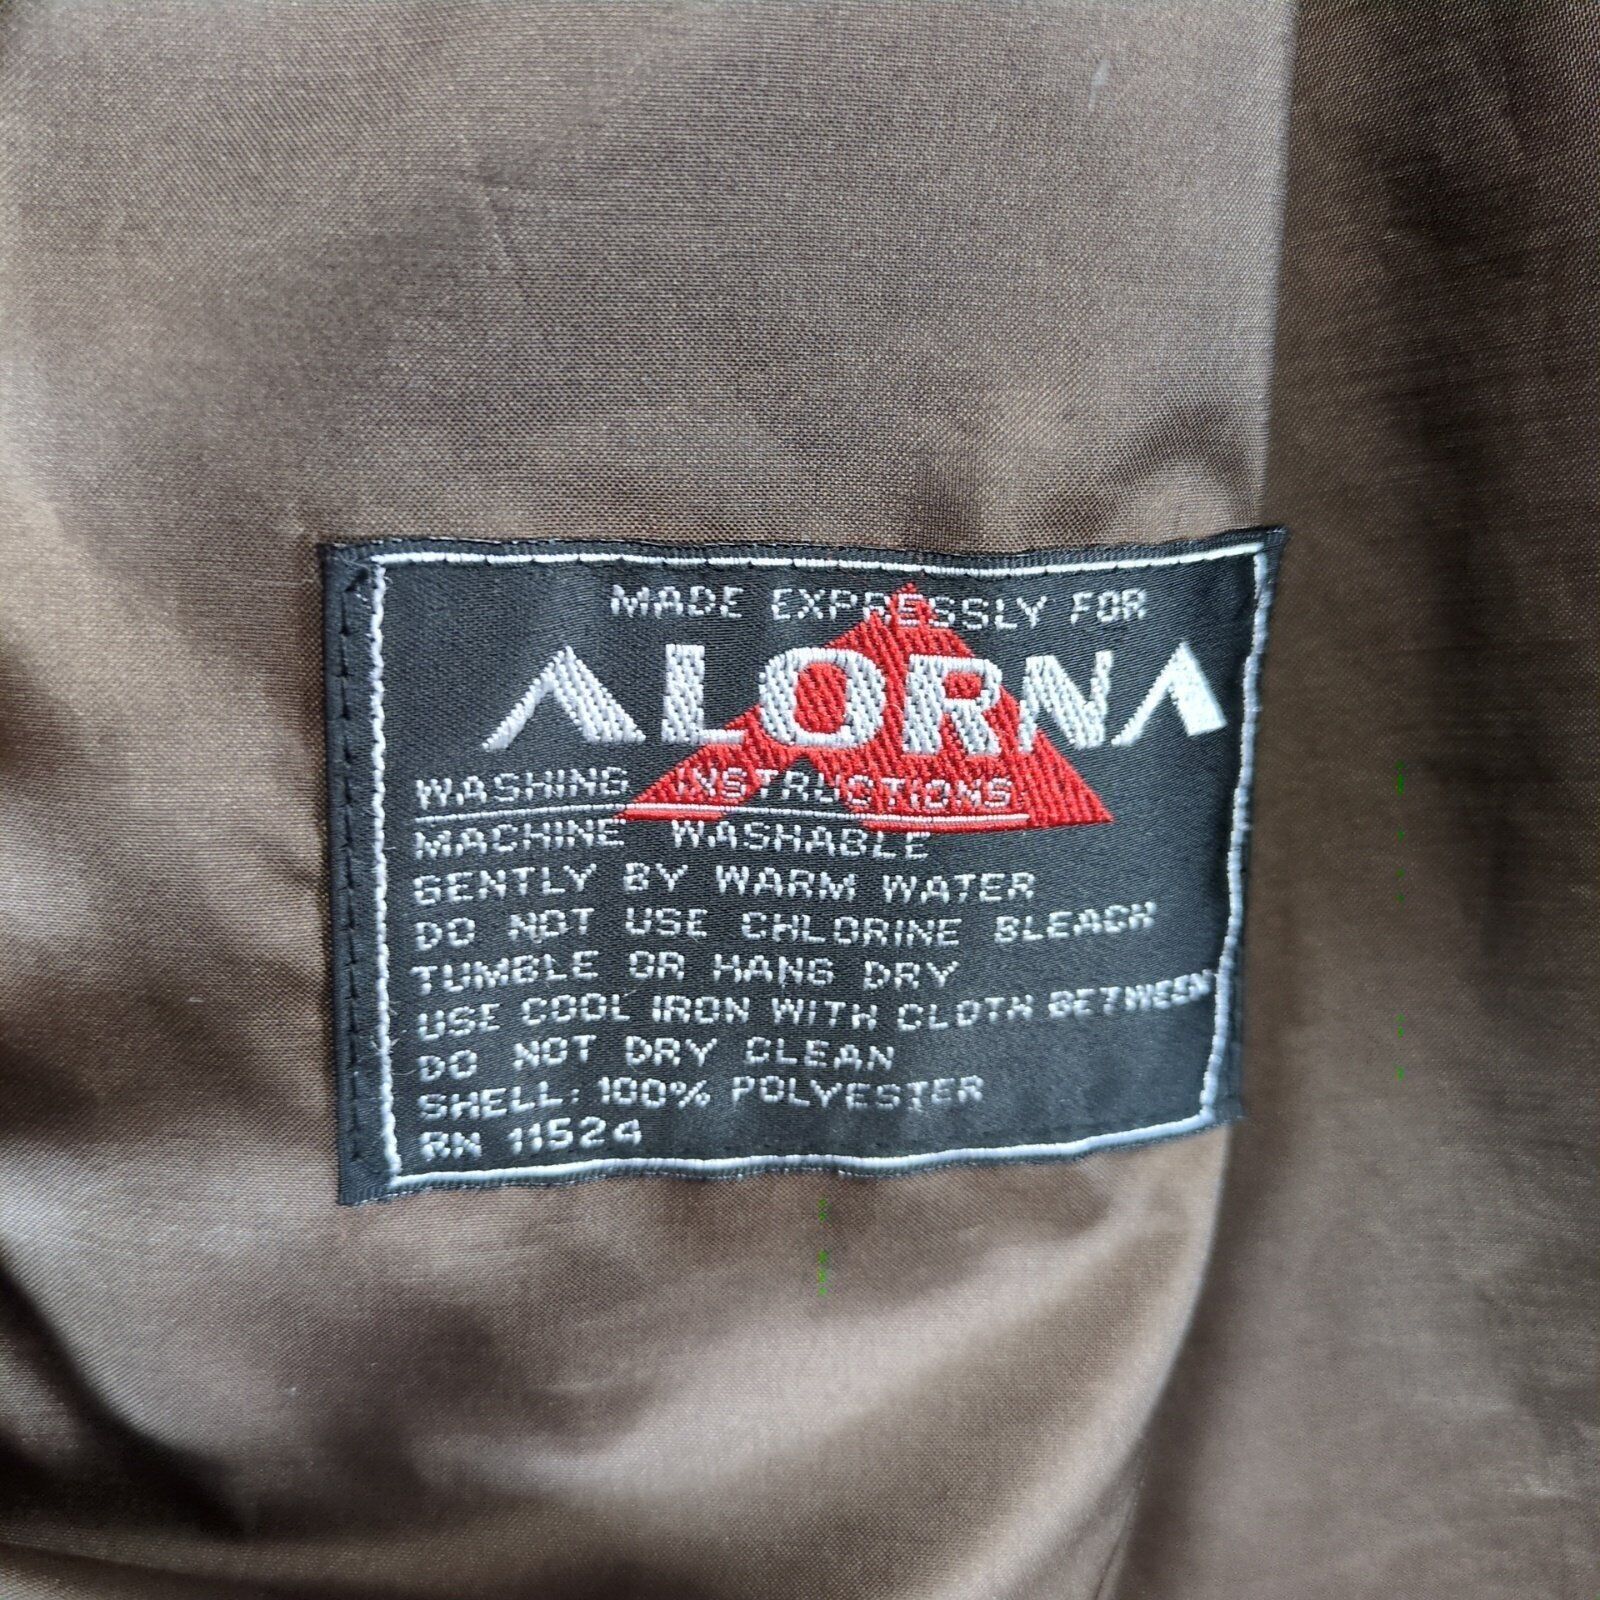 MADE EXPRESSLY FOR
ALORNA
WASHING INSTRUCTIONS
MACHINE WASHABLE
GENTLY BY WARM WATER
DO NOT USE CHLORINE BLEACH
TUMBLE OR HANG DRY
USE COOL IRON WITH CLOTH BETWEEN
DO NOT DRY CLEAN
SHELL: 100% POLYESTER
RN 11524